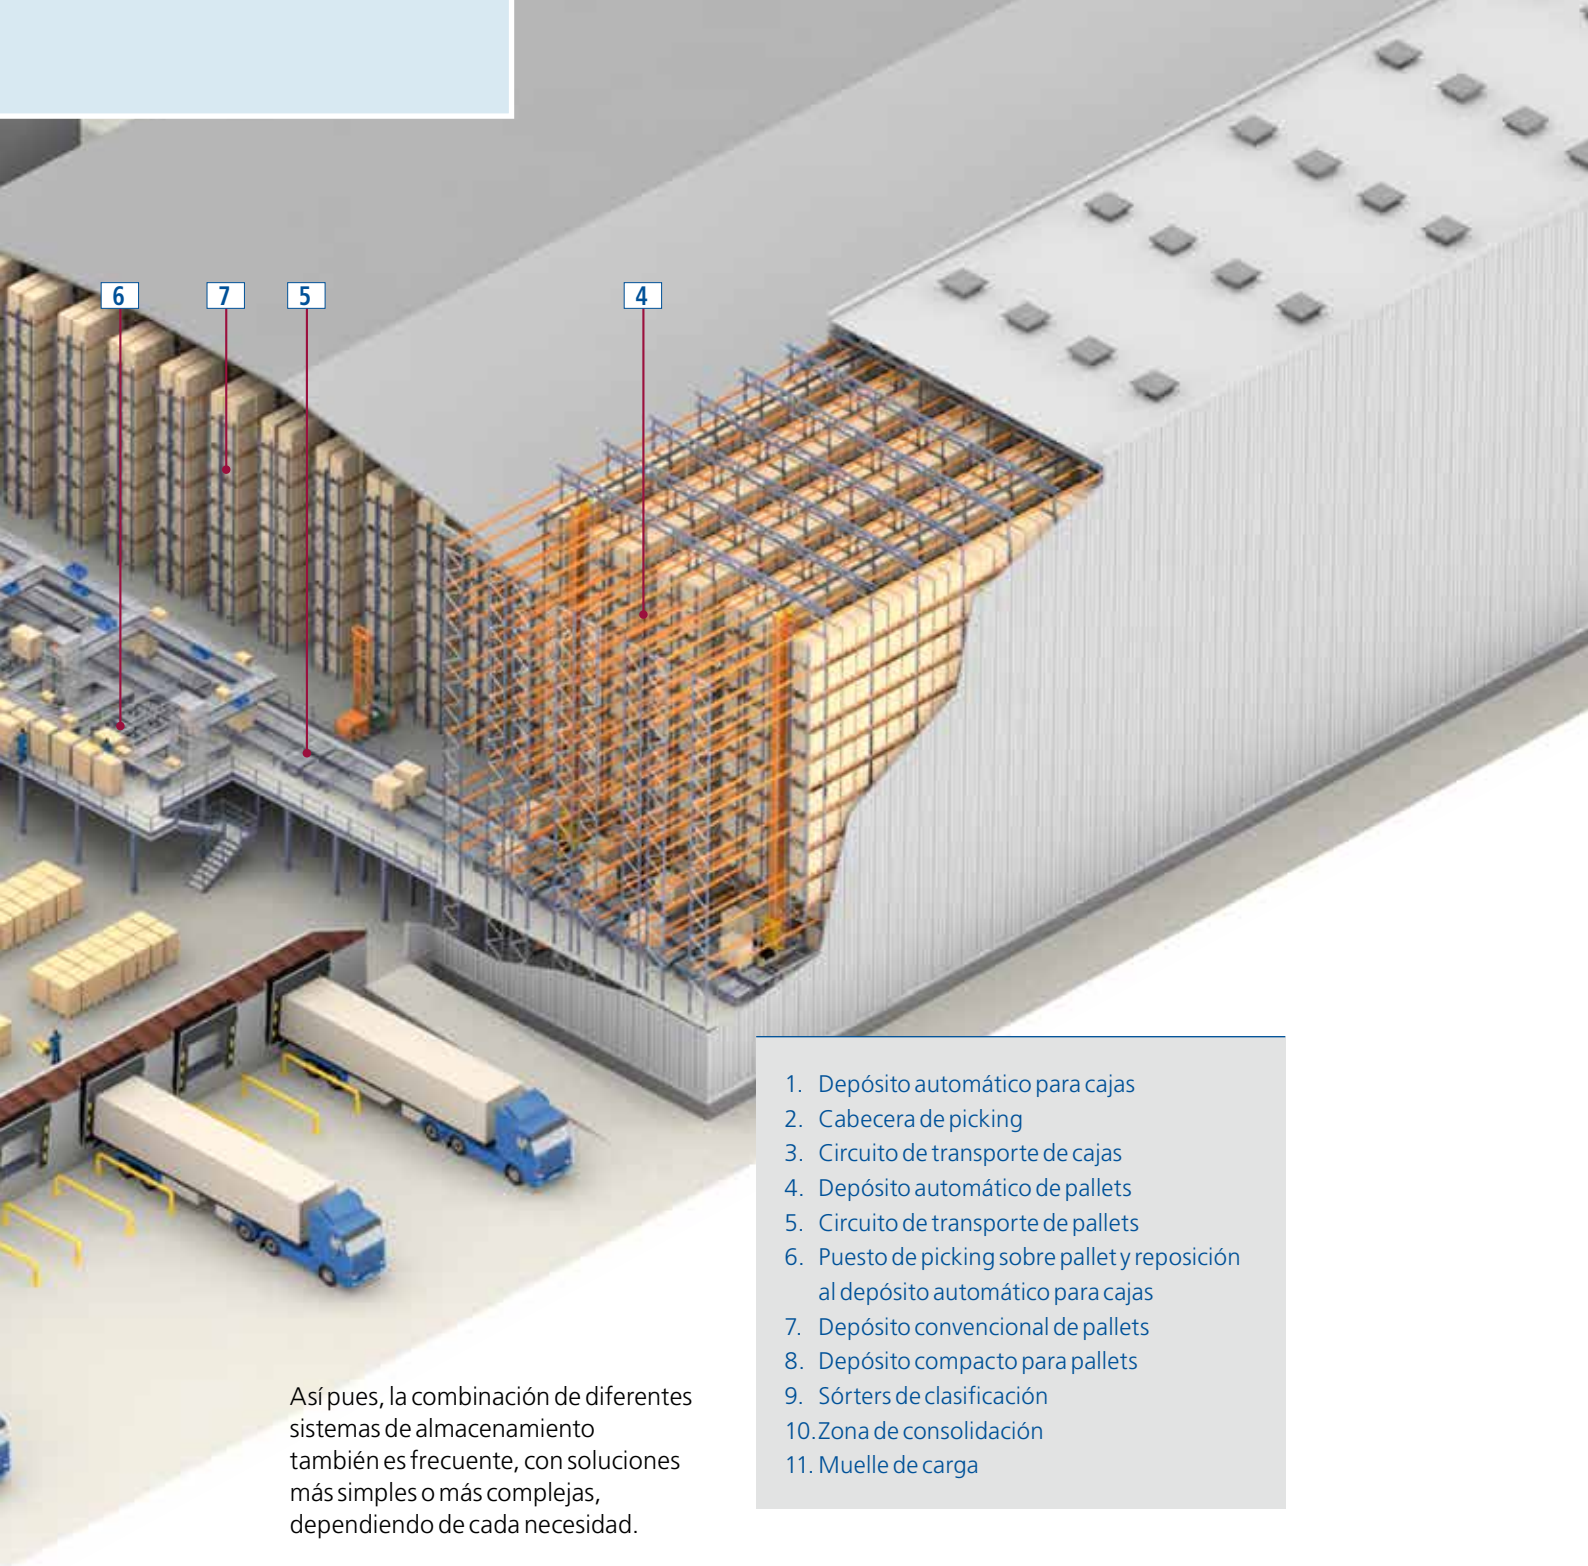 6 7 5 4
1. Depósito automático para cajas
2. Cabecera de picking
3. Circuito de transporte de cajas
4. Depósito automático de pallets
5. Circuito de transporte de pallets
6. Puesto de picking sobre pallet y reposición
al depósito automático para cajas
7. Depósito convencional de pallets
8. Depósito compacto para pallets
9. Sórters de clasificación
10. Zona de consolidación
11. Muelle de carga
Así pues, la combinación de diferentes
sistemas de almacenamiento
también es frecuente, con soluciones
más simples o más complejas,
dependiendo de cada necesidad.